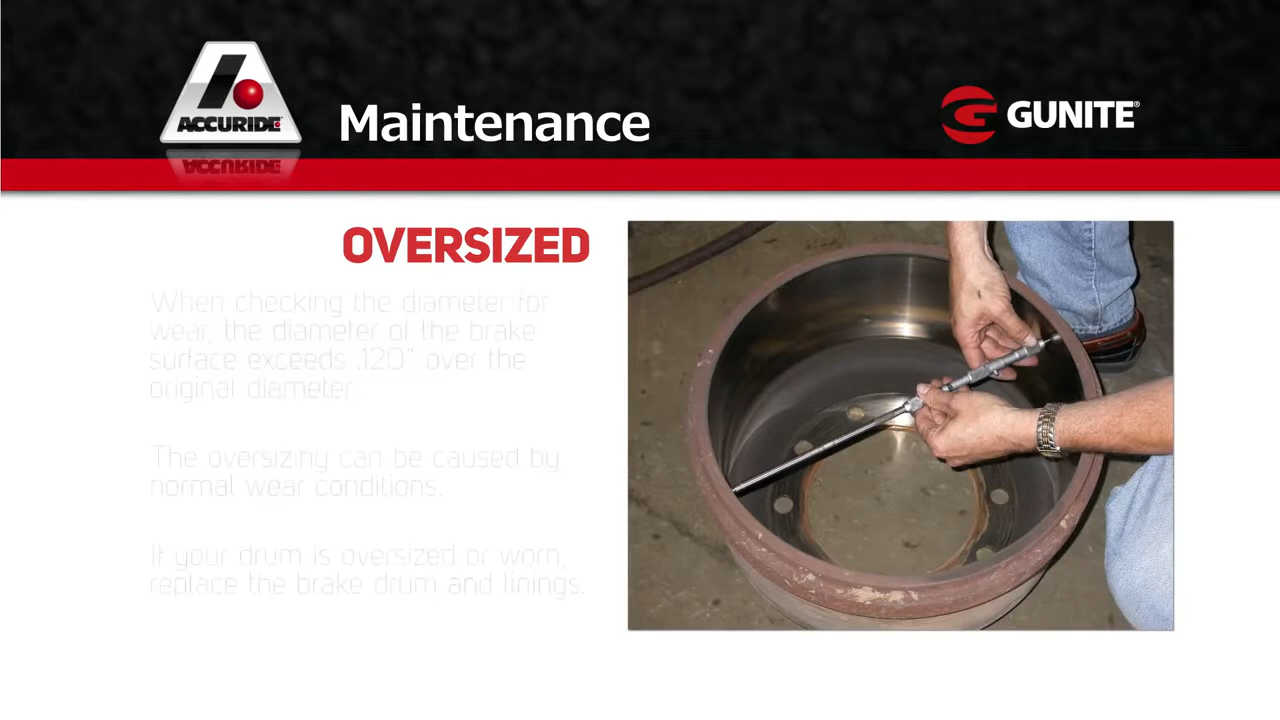 ACCURIDE
Maintenance
GUNITE®
OVERSIZED
When checking the diameter for
wear, the diameter of the brake
surface exceeds .120" over the
original diameter.
The oversizing can be caused by
normal wear conditions.
If your drum is oversized or worn,
replace the brake drum and linings.